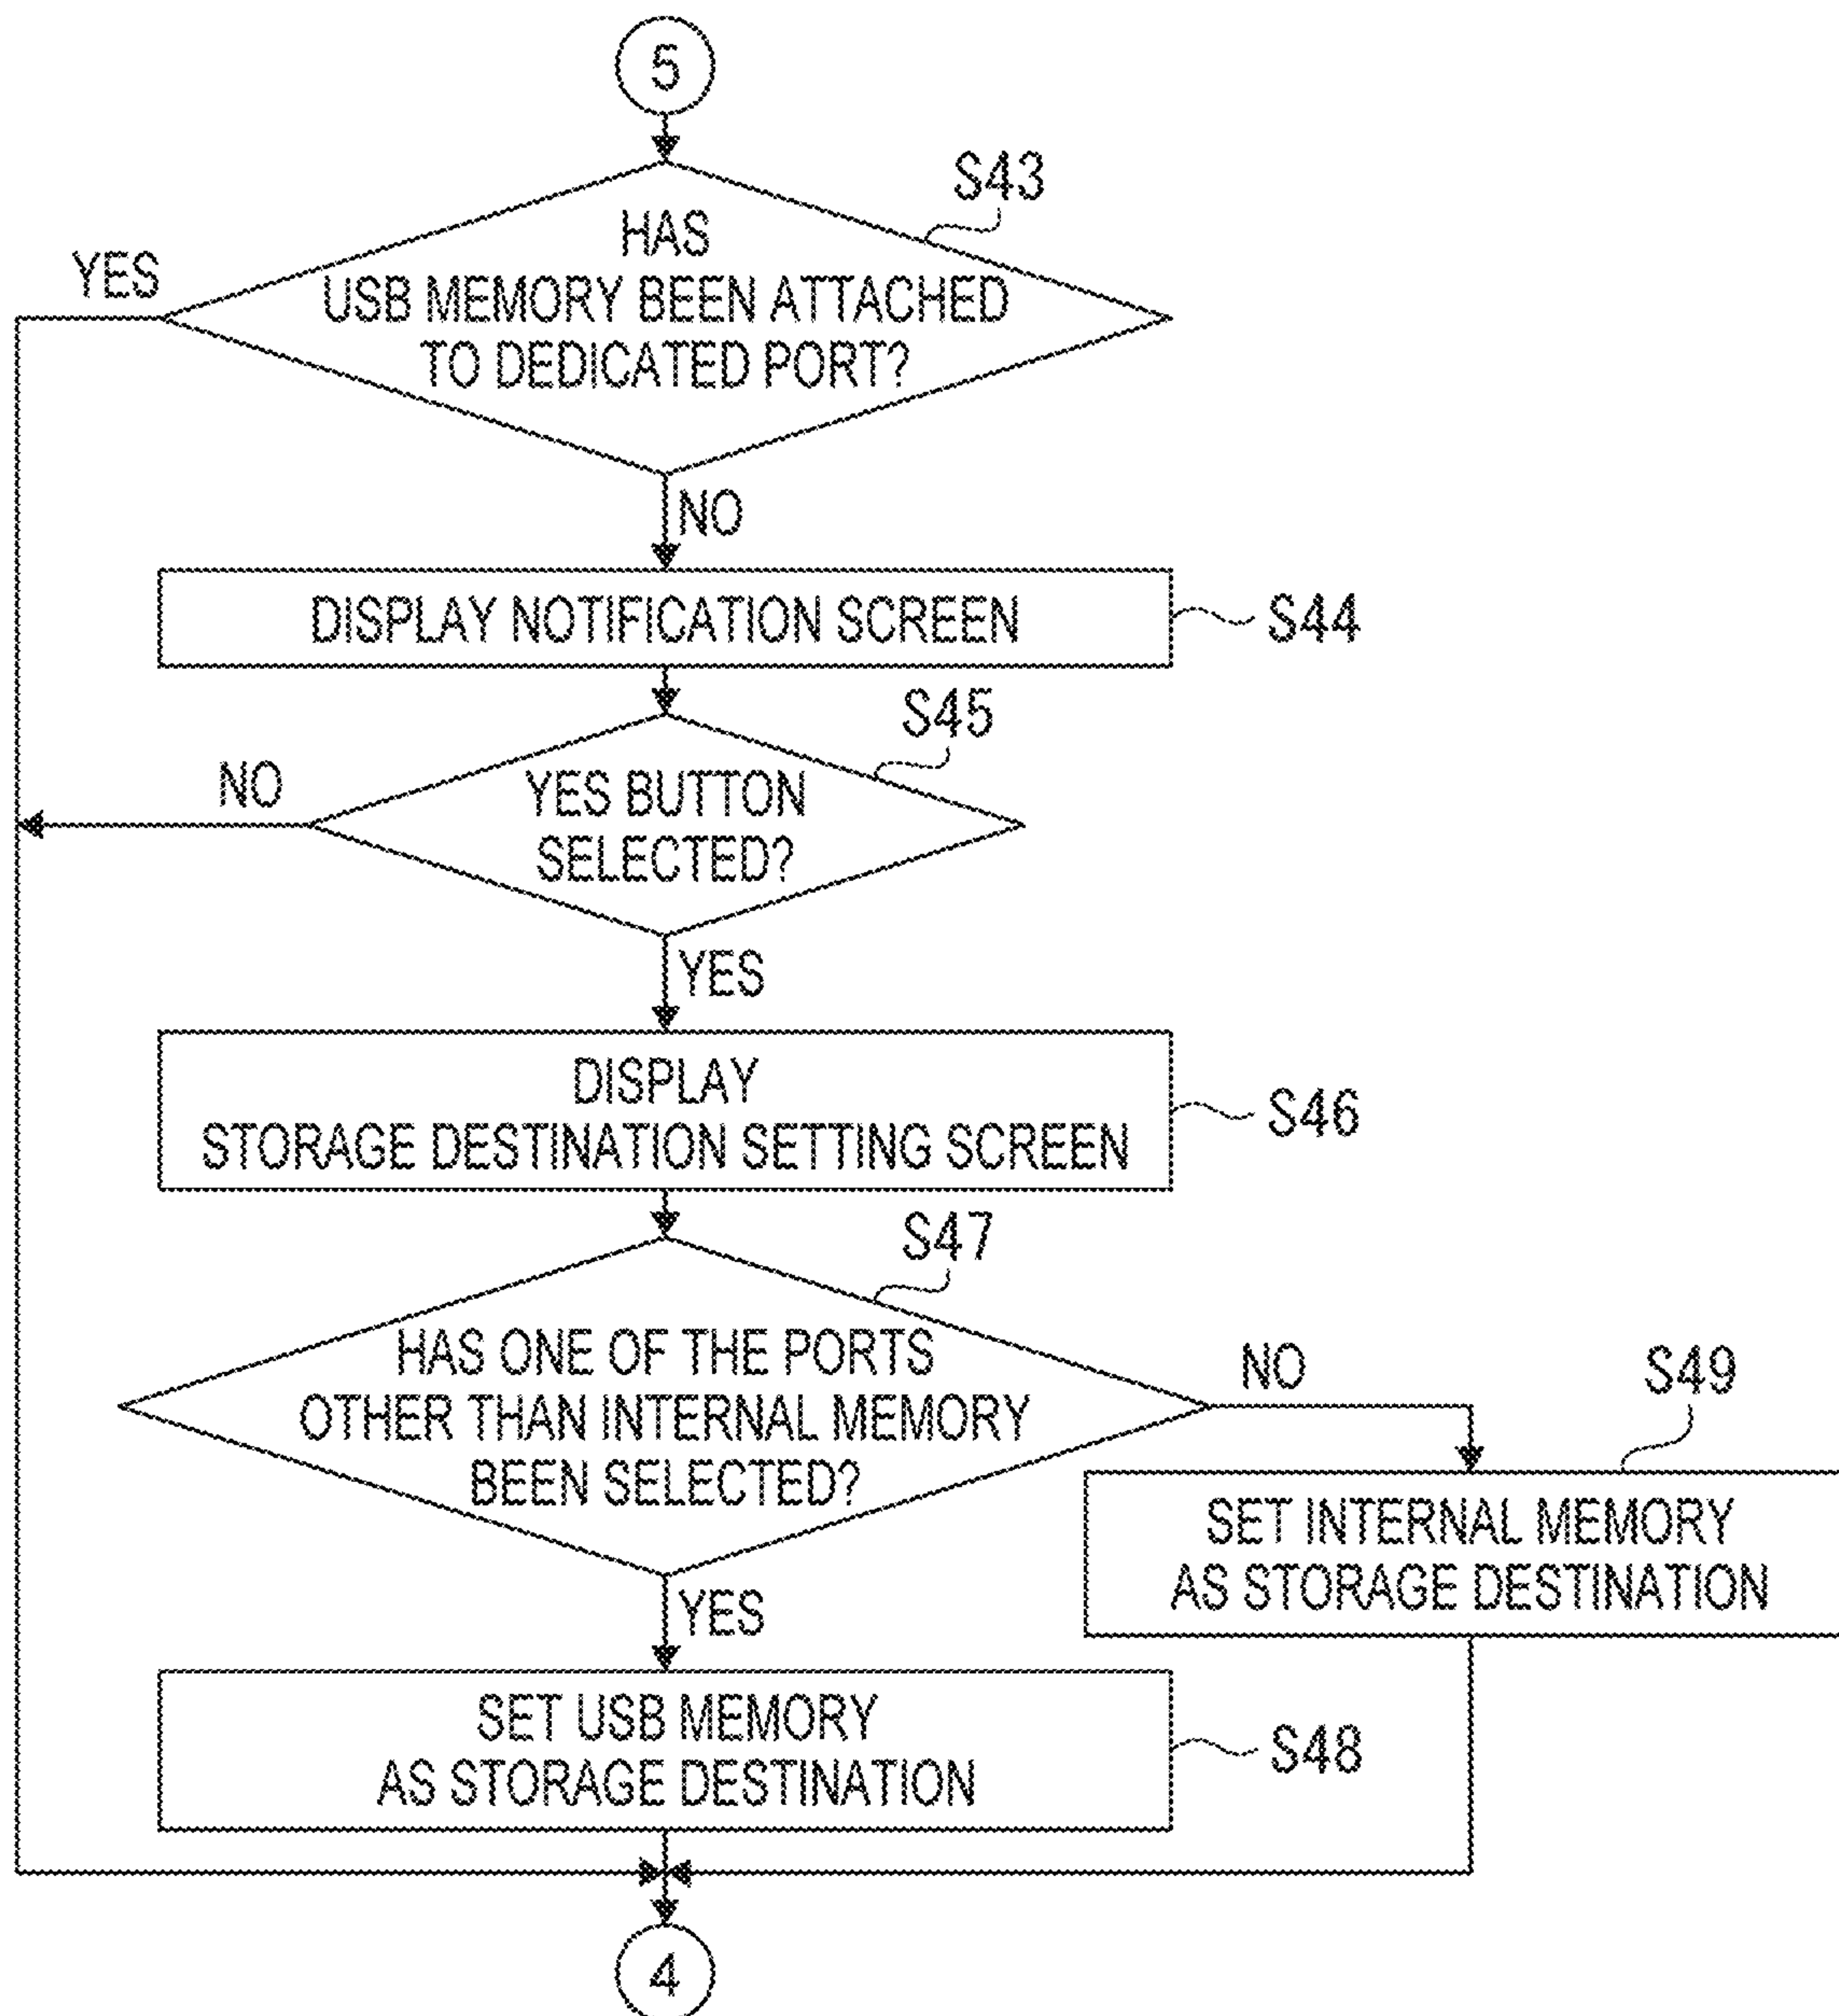 5
S43
HAS
YES
USB MEMORY BEEN ATTACHED
TO DEDICATED PORT?
NO
DISPLAY NOTIFICATION SCREEN
S44
S45
NO
YES BUTTON
SELECTED?
YES
DISPLAY
STORAGE DESTINATION SETTING SCREEN
S46
S47
HAS ONE OF THE PORTS
OTHER THAN INTERNAL MEMORY
BEEN SELECTED?
NO
S49
SET INTERNAL MEMORY
AS STORAGE DESTINATION
YES
SET USB MEMORY
AS STORAGE DESTINATION
S48
4